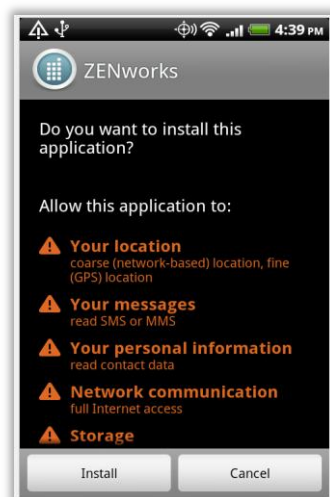 4:39 PM
ZENworks
Do you want to install this
application?
Allow this application to:
Your location
coarse (network-based) location, fine
(GPS) location
Your messages
read SMS or MMS
Your personal information
read contact data
Network communication
full Internet access
Storage
Install
Cancel